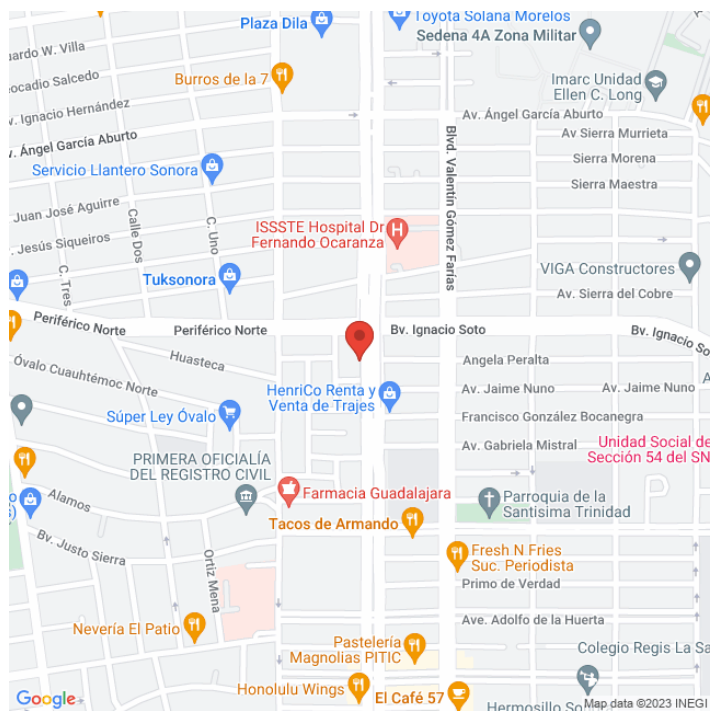 Plaza Dila
Toyota Solana Morelos
Sedena 4A Zona Militar
uardo W. Villa
eocadio Salcedo
Burros de la 7
Imarc Unidad
Ellen C. Long
v. Ignacio Hernández
Av. Ángel García Aburto
v. Ángel García Aburto
Av Sierra Murrieta
Sierra Morena
Servicio Llantero Sonora
Sierra Maestra
Blvd. Valentín Gómez Farías
Juan José Aguirre
Calle Dos
C. Uno
ISSSTE Hospital Dr
Fernando Ocaranza
Jesús Siqueiros
C. Tres
Tuksonora
VIGA Constructores
Av. Sierra del Cobre
Periférico Norte
Periférico Norte
Bv. Ignacio Soto
Bv. Ignacio So
Huasteca
Angela Peralta
Óvalo Cuauhtémoc Norte
HenriCo Renta y
Venta de Trajes
Av. Jaime Nuno
Av. Jaime Nuno
A
Súper Ley Óvalo
Francisco González Bocanegra
Av. Gabriela Mistral
Unidad Social de
Sección 54 del SN
PRIMERA OFICIALÍA
DEL REGISTRO CIVIL
Farmacia Guadalajara
Alamos
Parroquia de la
Santisima Trinidad
Tacos de Armando
Bv. Justo Sierra
Fresh N Fries
Suc. Periodista
Ortiz Mena
Primo de Verdad
Ave. Adolfo de la Huerta
Nevería El Patio
Pastelería
Magnolias PITIC
Colegio Regis La Sa
Honolulu Wings
El Café 57
Hermosillo So
Google
Map data ©2023 INEGI